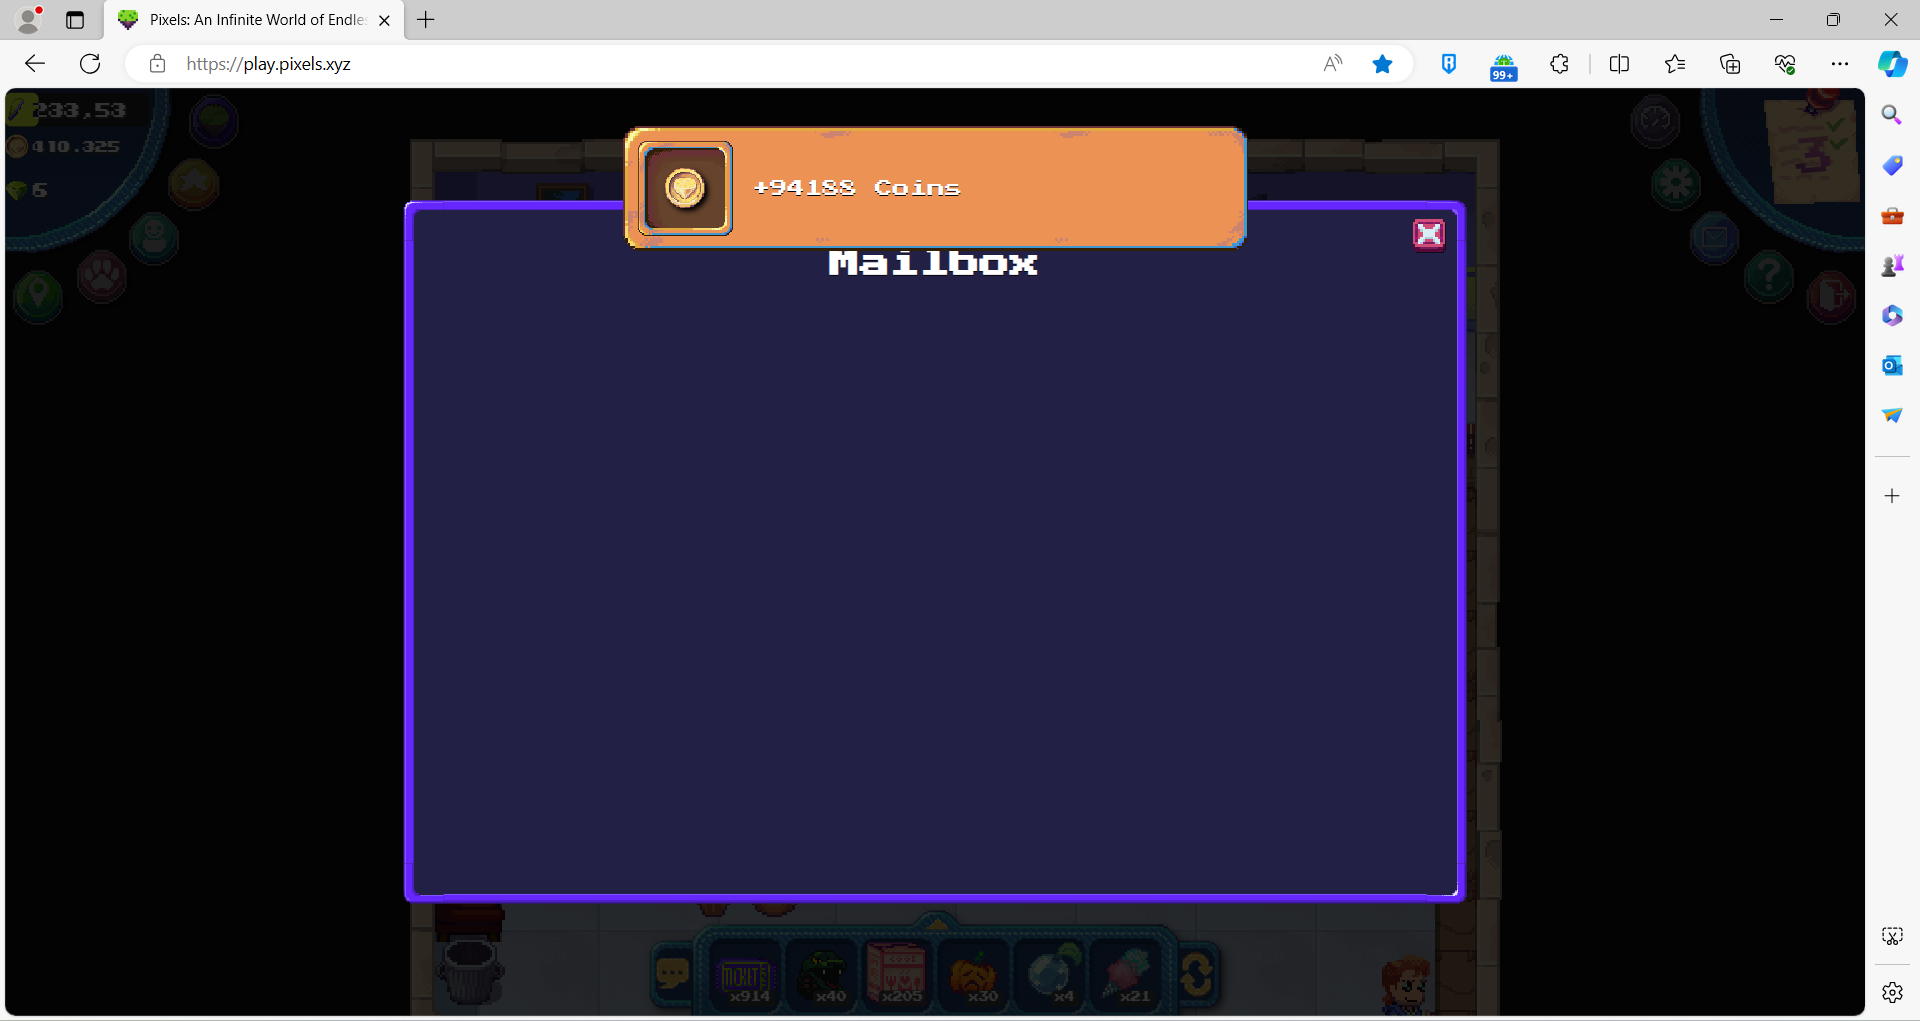 Pixels: An Infinite World of Endle
https://play.pixels.xyz
99+
233,53
410.325
6
+94188 Coins
Mailbox
x914
x40
x205
x30
x4
x21